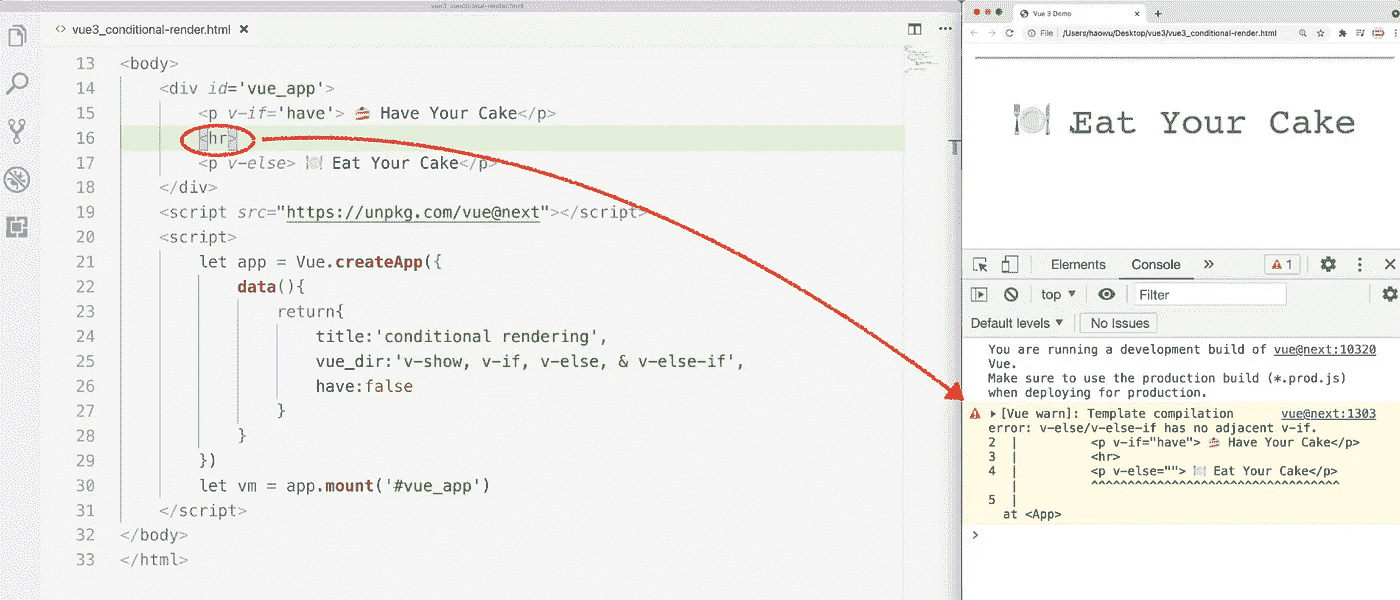 vue3_conditional-render.html
vue3_conditional-render.html
13 <body>
14 <div id='vue_app'>
15 <p v-if='have'> 🍰 Have Your Cake</p>
16 <hr>
17 <p v-else> 🍽 Eat Your Cake</p>
18 </div>
19 <script src="https://unpkg.com/vue@next"></script>
20 <script>
21 let app = Vue.createApp({
22 data(){
23 return{
24 title:'conditional rendering',
25 vue_dir:'v-show, v-if, v-else, & v-else-if',
26 have:false
27 }
28 }
29 })
30 let vm = app.mount('#vue_app')
31 </script>
32 </body>
33 </html>
Vue 3 Demo
File /Users/haowu/Desktop/vue3/vue3_conditional-render.html
🍽 Eat Your Cake
Elements Console » 1
top Filter
Default levels No Issues
You are running a development build of vue@next:10320
Vue.
Make sure to use the production build (*.prod.js)
when deploying for production.
[Vue warn]: Template compilation vue@next:1303
error: v-else/v-else-if has no adjacent v-if.
2 | <p v-if="have"> 🍰 Have Your Cake</p>
3 | <hr>
4 | <p v-else=""> 🍽 Eat Your Cake</p>
| ^^^^^^^^^^^^^^^^^^^^^^^^^^^^^^^^^^
5 |
at <App>
>